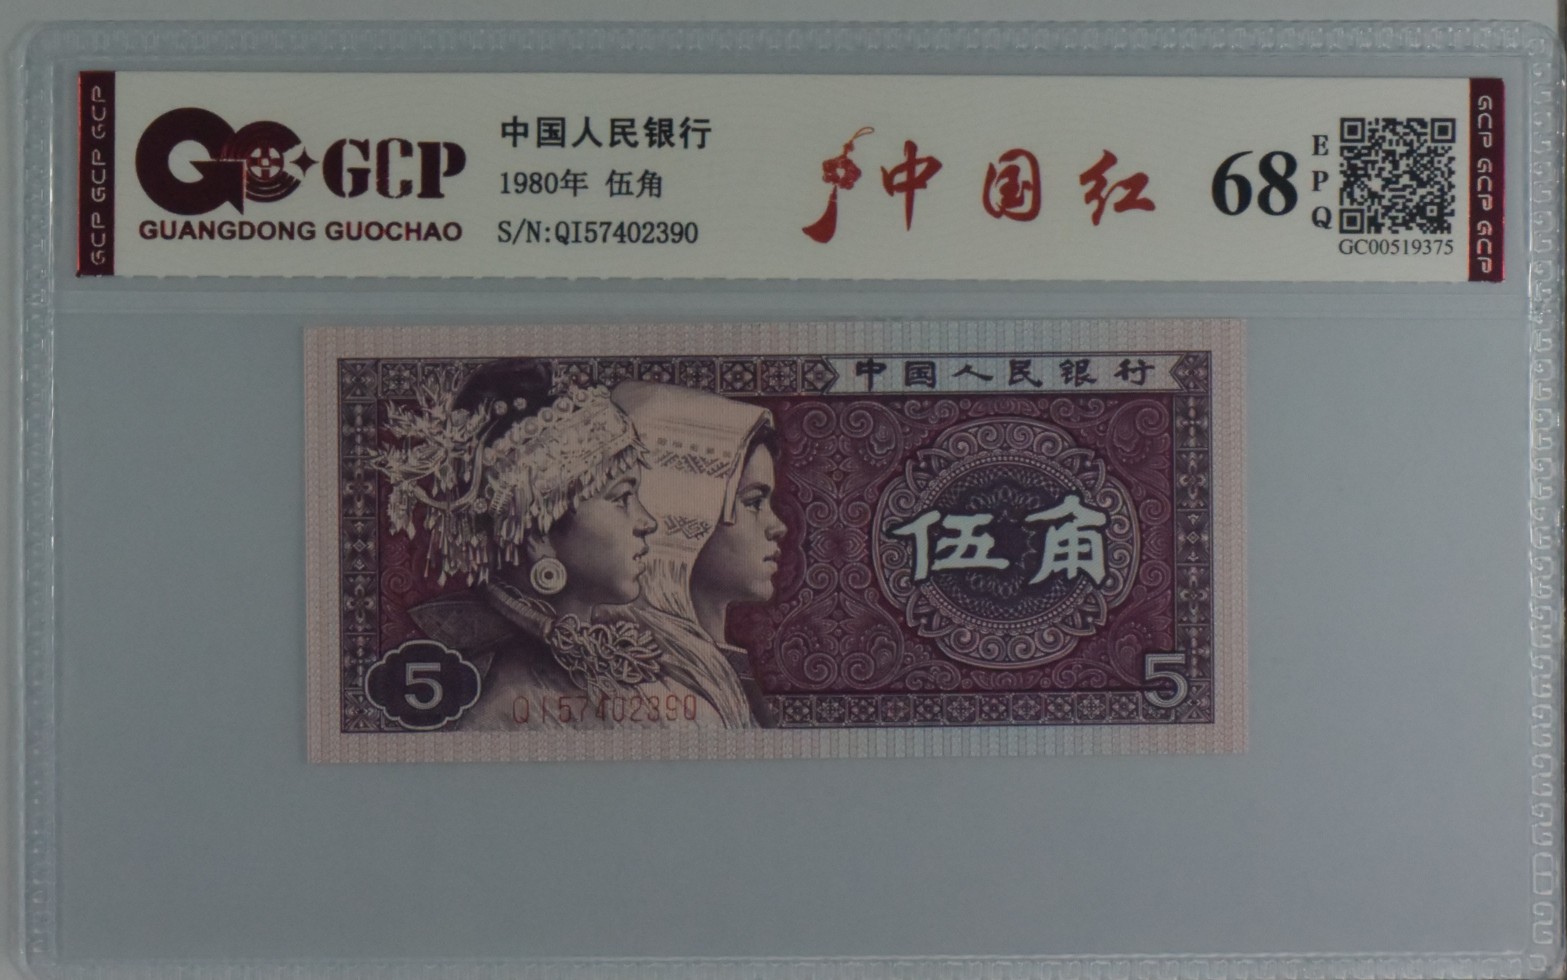 GCP GCP GCP
GCP
GUANGDONG GUOCHAO
中国人民银行
1980年 伍角
S/N:QI57402390
中国红
68
EPQ
GC00519375
GCP GCP GCP
中国人民银行
伍角
5
QI57402390
5